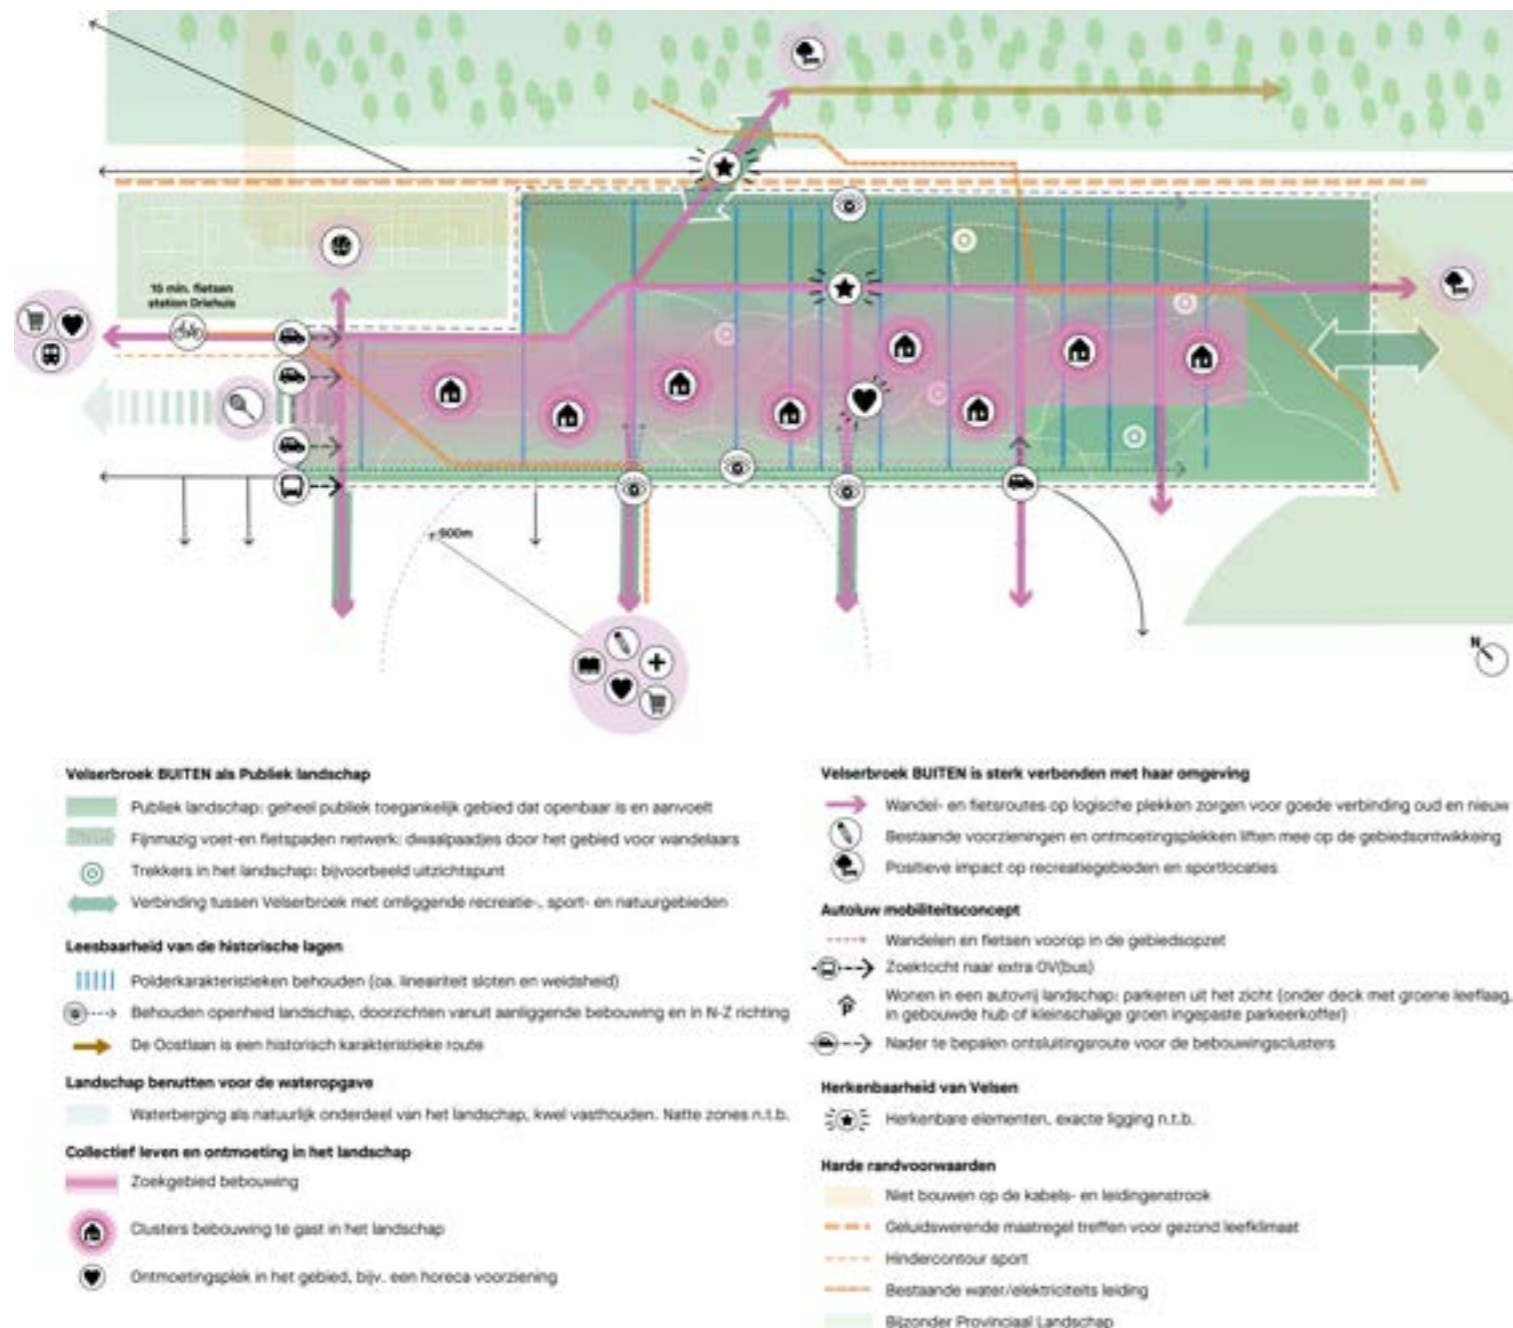 15 min. fietsen
station Driehuis
500m
N
Velserbroek BUITEN als Publiek landschap
Publiek landschap: geheel publiek toegankelijk gebied dat openbaar is en aanvoelt
Fijnmazig voet-en fietspaden netwerk: dwaalpaadjes door het gebied voor wandelaars
Trekkers in het landschap: bijvoorbeeld uitzichtspunt
Verbinding tussen Velserbroek met omliggende recreatie-, sport- en natuurgebieden
Leesbaarheid van de historische lagen
Polderkarakteristieken behouden (oa. lineairiteit sloten en weidsheid)
Behouden openheid landschap, doorzichten vanuit aanliggende bebouwing en in N-Z richting
De Oostlaan is een historisch karakteristieke route
Landschap benutten voor de wateropgave
Waterberging als natuurlijk onderdeel van het landschap, kwel vasthouden. Natte zones n.t.b.
Collectief leven en ontmoeting in het landschap
Zoekgebied bebouwing
Clusters bebouwing te gast in het landschap
Ontmoetingsplek in het gebied, bijv. een horeca voorziening
Velserbroek BUITEN is sterk verbonden met haar omgeving
Wandel- en fietsroutes op logische plekken zorgen voor goede verbinding oud en nieuw
Bestaande voorzieningen en ontmoetingsplekken liften mee op de gebiedsontwikkeing
Positieve impact op recreatiegebieden en sportlocaties
Autoluw mobiliteitsconcept
Wandelen en fietsen voorop in de gebiedsopzet
Zoektocht naar extra OV(bus)
P
Wonen in een autovrij landschap: parkeren uit het zicht (onder deck met groene leeflaag,
in gebouwde hub of kleinschalige groen ingepaste parkeerkoffer)
Nader te bepalen ontsluitingsroute voor de bebouwingsclusters
Herkenbaarheid van Velsen
Herkenbare elementen, exacte ligging n.t.b.
Harde randvoorwaarden
Niet bouwen op de kabels- en leidingenstrook
Geluidswerende maatregel treffen voor gezond leefklimaat
Hindercontour sport
Bestaande water/elektriciteits leiding
Bijzonder Provinciaal Landschap